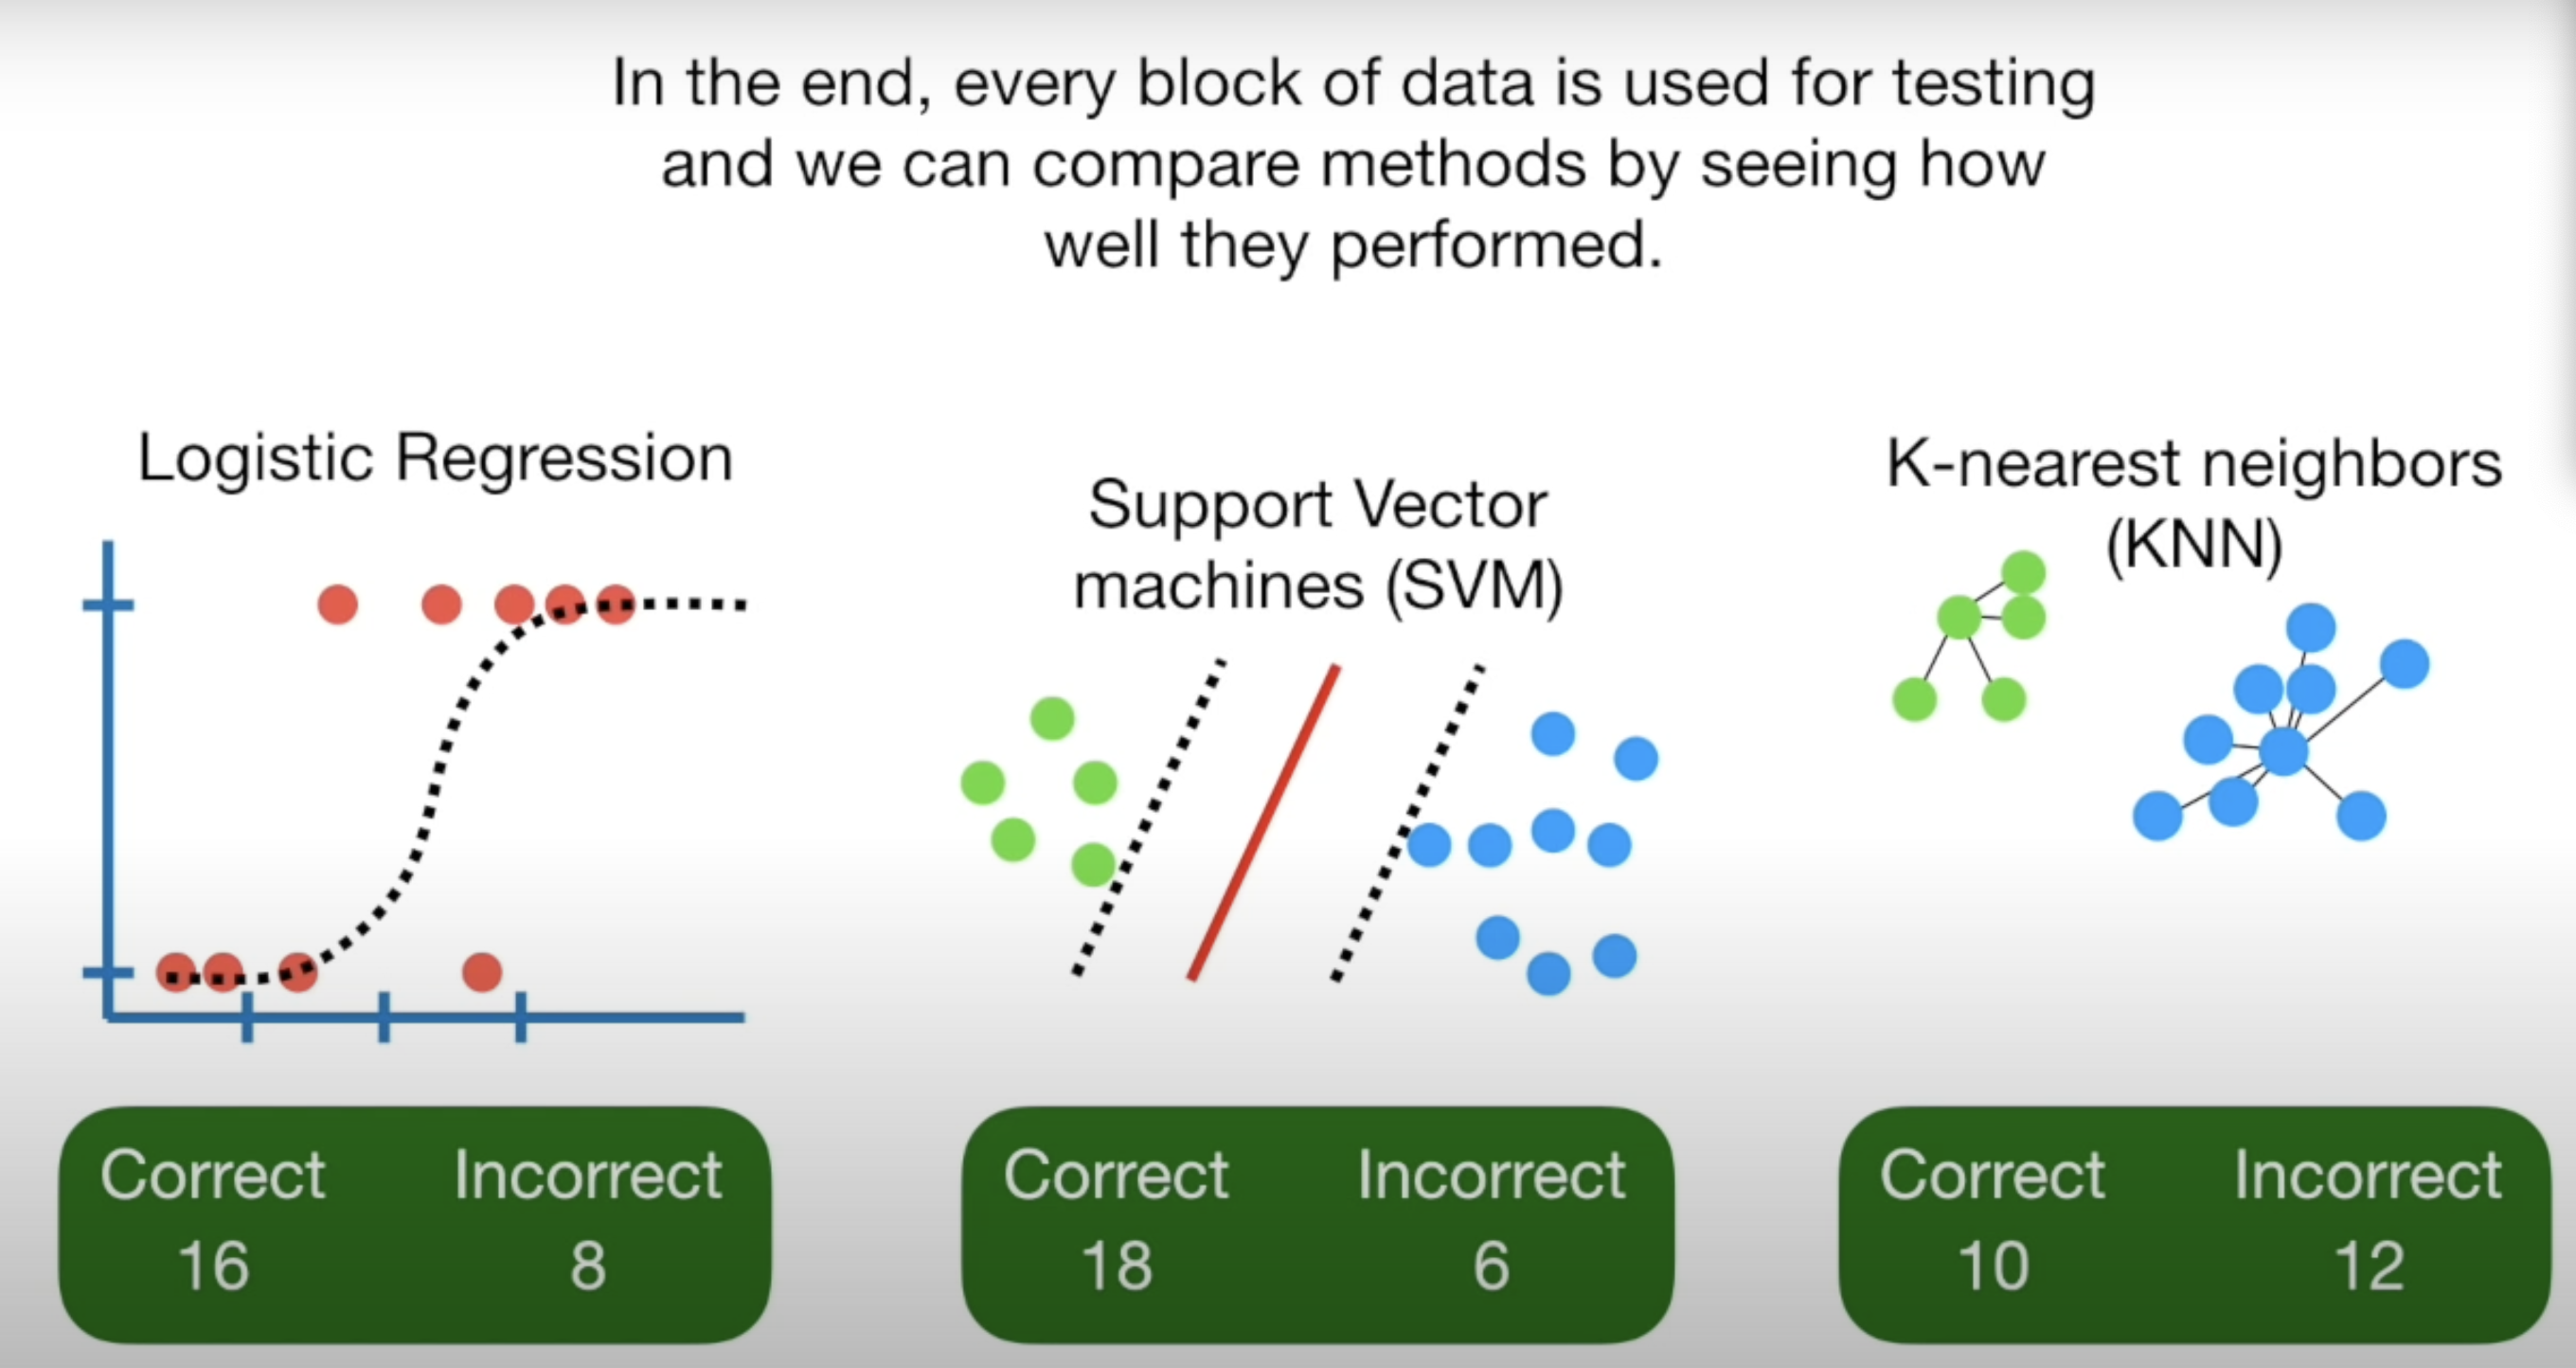 In the end, every block of data is used for testing
and we can compare methods by seeing how
well they performed.
Logistic Regression
Support Vector
machines (SVM)
K-nearest neighbors
(KNN)
Correct Incorrect
16 8
Correct Incorrect
18 6
Correct Incorrect
10 12